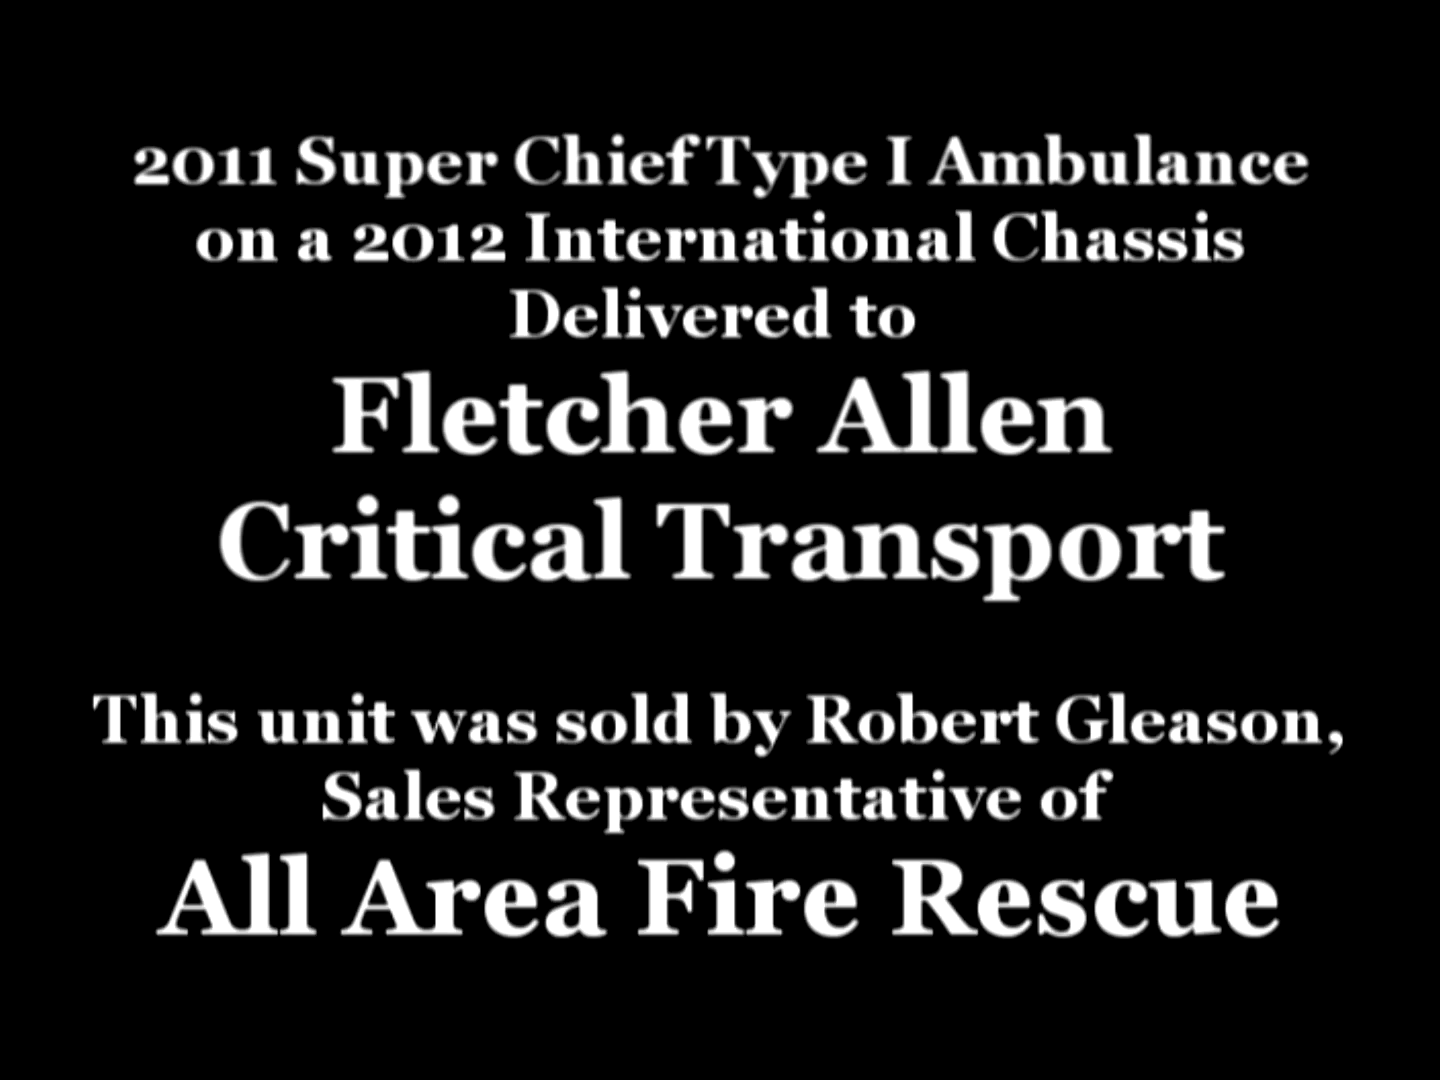 2011 Super Chief Type I Ambulance
on a 2012 International Chassis
Delivered to
Fletcher Allen
Critical Transport
This unit was sold by Robert Gleason,
Sales Representative of
All Area Fire Rescue